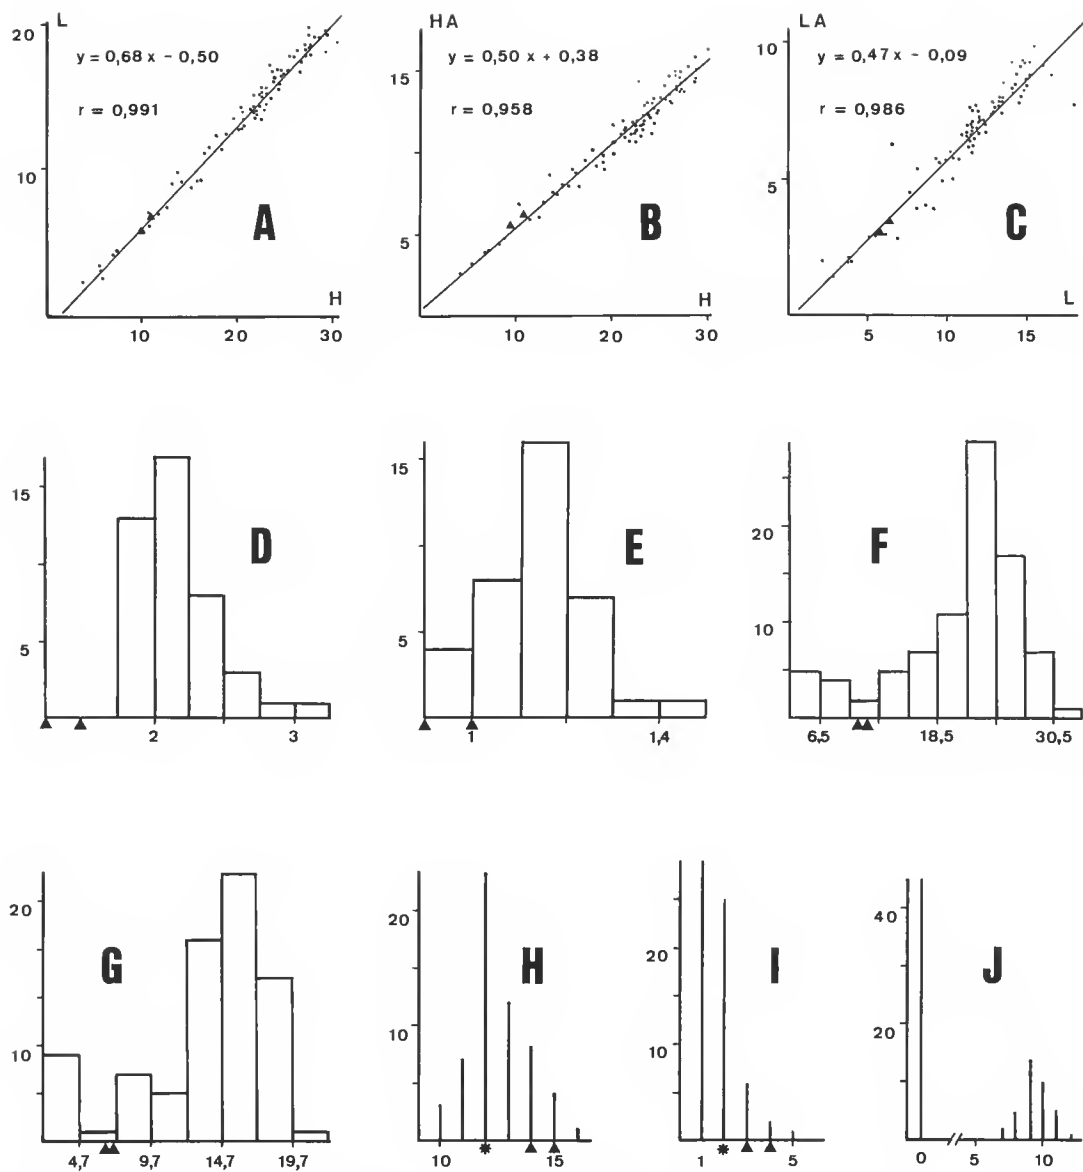 L
20
y = 0,68 x – 0,50
r = 0,991
10
A
H
10 20 30
HA
15
y = 0,50 x + 0,38
r = 0,958
5
B
H
10 20 30
LA
10
y = 0,47 x – 0,09
r = 0,986
5
C
L
5 10 15
15
5
D
2 3
15
5
E
1 1,4
20
10
F
6,5 18,5 30,5
20
10
G
4,7 9,7 14,7 19,7
20
10
H
10 * 15
20
10
I
1 * 5
40
20
J
0 10